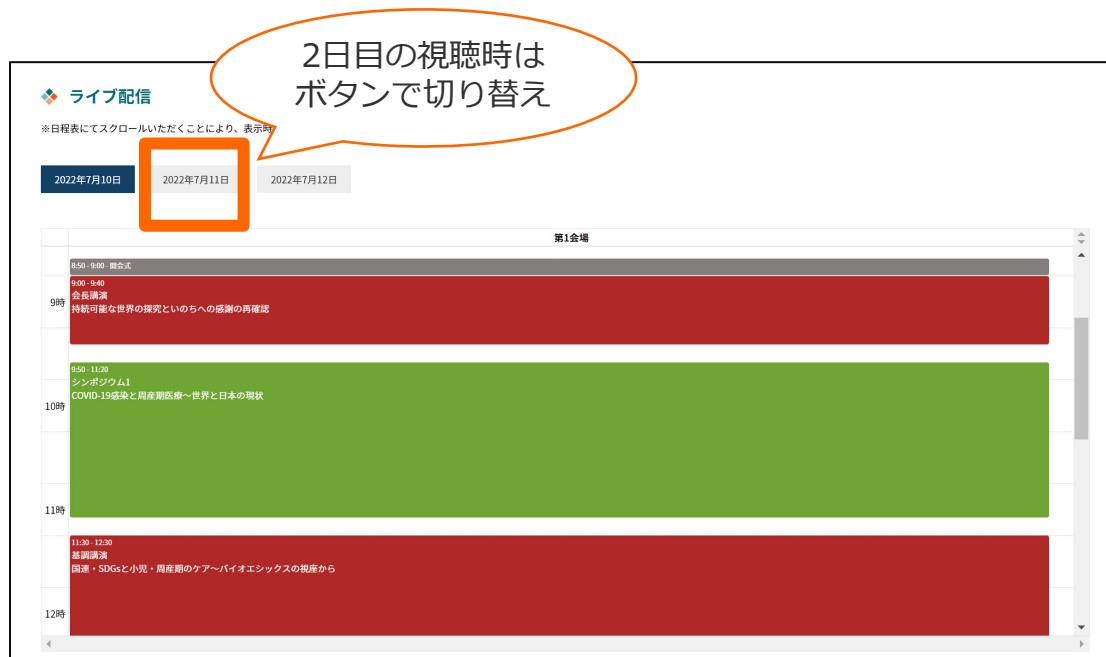 2日目の視聴時は
ボタンで切り替え
ライブ配信
※日程表にてスクロールいただくことにより、表示時
2022年7月10日
2022年7月11日
2022年7月12日
第1会場
8:50 - 9:00 - 開会式
9:00 - 9:40
会長講演
持続可能な世界の探究といのちへの感謝の再確認
9時
9:50 - 11:20
シンポジウム1
COVID-19感染と周産期医療～世界と日本の現状
10時
11時
11:30 - 12:30
基調講演
国連・SDGsと小児・周産期のケア～バイオエシックスの視座から
12時